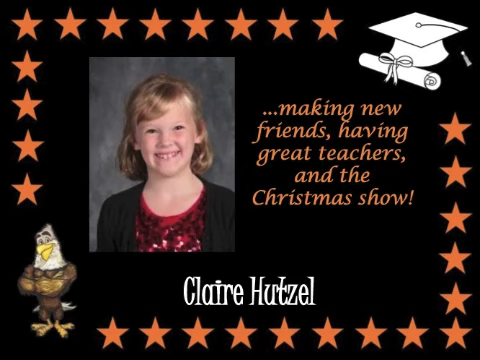 ...making new
friends, having
great teachers,
and the
Christmas show!
Claire Hutzel